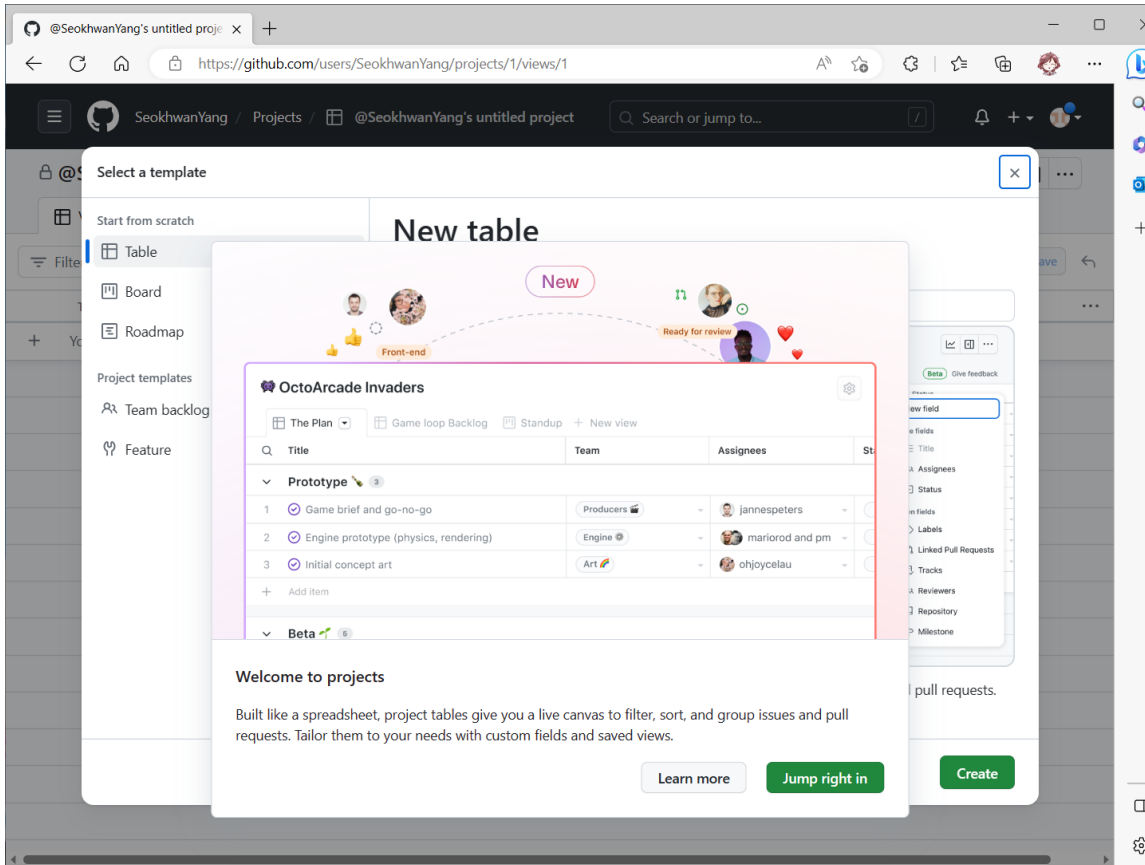 @SeokhwanYang's untitled proje
https://github.com/users/SeokhwanYang/projects/1/views/1
SeokhwanYang / Projects / @SeokhwanYang's untitled project
Search or jump to...
/
Select a template
Start from scratch
Table
Board
Roadmap
Project templates
Team backlog
Feature
New table
Filte
ave
New
Front-end
Ready for review
OctoArcade Invaders
The Plan
Game loop Backlog
Standup
+ New view
Title Team Assignees Sta
Prototype 3
1 Game brief and go-no-go Producers jannespeters
2 Engine prototype (physics, rendering) Engine mariorod and pm
3 Initial concept art Art ohjoycelau
+ Add item
Beta 5
Beta Give feedback
ew field
e fields
Title
Assignees
Status
n fields
Labels
Linked Pull Requests
Tracks
Reviewers
Repository
Milestone
pull requests.
Welcome to projects
Built like a spreadsheet, project tables give you a live canvas to filter, sort, and group issues and pull
requests. Tailor them to your needs with custom fields and saved views.
Learn more
Jump right in
Create